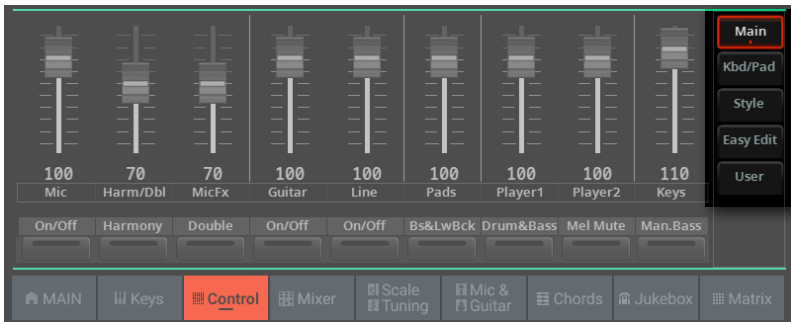 Main
Kbd/Pad
Style
Easy Edit
User
100 70 70 100 100 100 100 100 110
Mic Harm/Dbl MicFx Guitar Line Pads Player1 Player2 Keys
On/Off Harmony Double On/Off On/Off Bs&LwBck Drum&Bass Mel Mute Man.Bass
MAIN Keys Control Mixer Scale Tuning Mic & Guitar Chords Jukebox Matrix